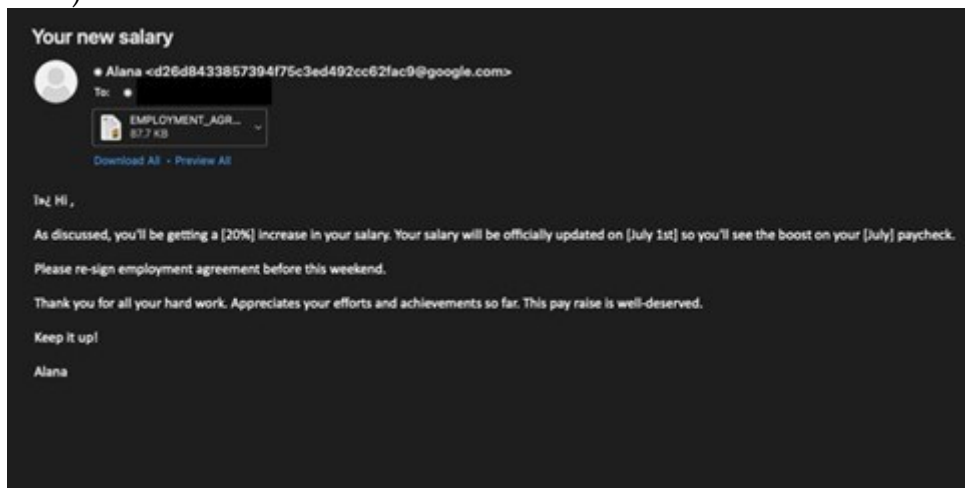 Your new salary
Alana <d26d8433857394f75c3ed492cc62fac9@google.com>
To:
EMPLOYMENT_AGR...
87.7 KB
Download All • Preview All
ï»¿ Hi ,
As discussed, you'll be getting a [20%] increase in your salary. Your salary will be officially updated on [July 1st] so you'll see the boost on your [July] paycheck.
Please re-sign employment agreement before this weekend.
Thank you for all your hard work. Appreciates your efforts and achievements so far. This pay raise is well-deserved.
Keep it up!
Alana